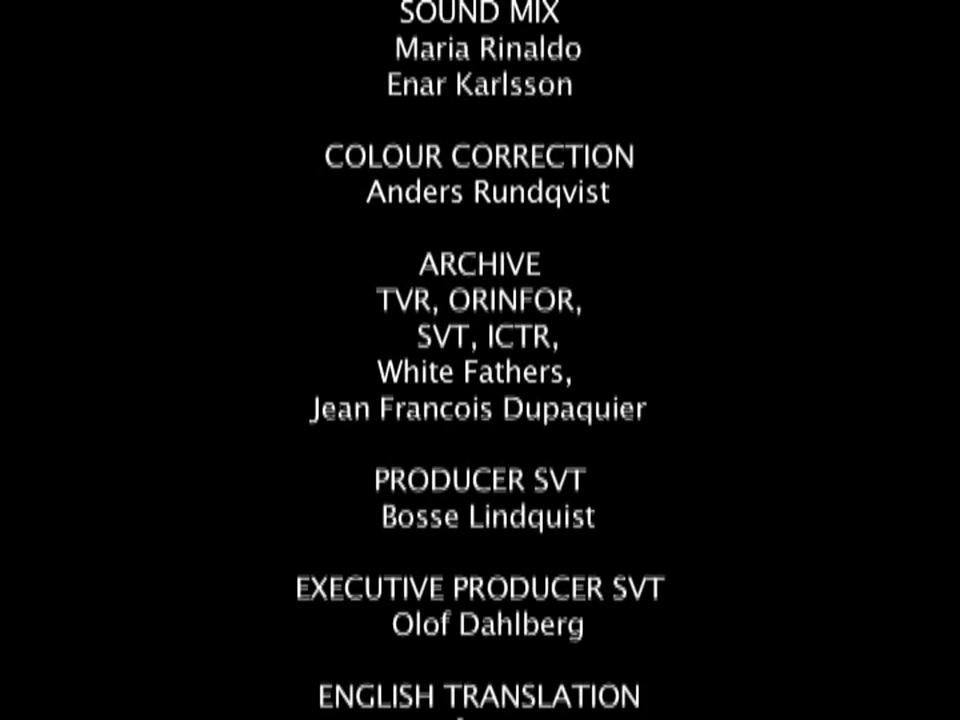 SOUND MIX
Maria Rinaldo
Enar Karlsson
COLOUR CORRECTION
Anders Rundqvist
ARCHIVE
TVR, ORINFOR,
SVT, ICTR,
White Fathers,
Jean Francois Dupaquier
PRODUCER SVT
Bosse Lindquist
EXECUTIVE PRODUCER SVT
Olof Dahlberg
ENGLISH TRANSLATION